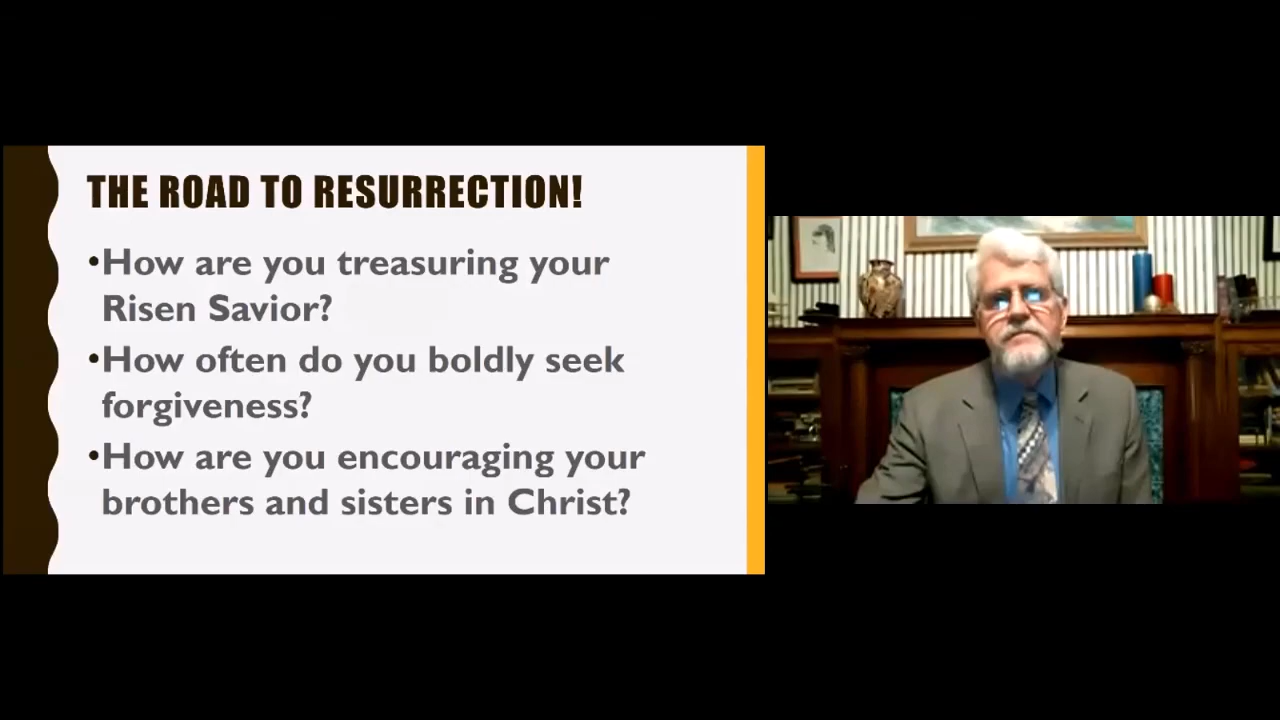 THE ROAD TO RESURRECTION!
•How are you treasuring your
Risen Savior?
•How often do you boldly seek
forgiveness?
•How are you encouraging your
brothers and sisters in Christ?